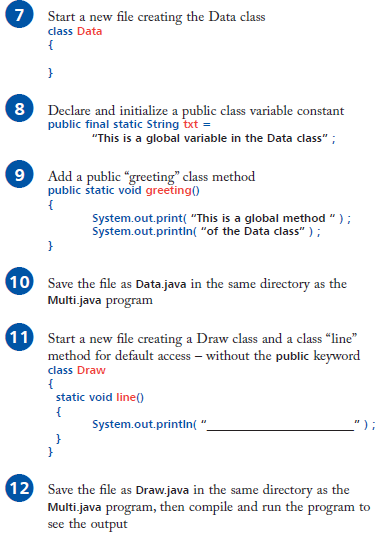 7 Start a new file creating the Data class
class Data
{
}
8 Declare and initialize a public class variable constant
public final static String txt =
“This is a global variable in the Data class” ;
9 Add a public “greeting” class method
public static void greeting()
{
System.out.print( “This is a global method “ ) ;
System.out.println( “of the Data class” ) ;
}
10 Save the file as Data.java in the same directory as the
Multi.java program
11 Start a new file creating a Draw class and a class “line”
method for default access – without the public keyword
class Draw
{
static void line()
{
System.out.println( “____________________” ) ;
}
}
12 Save the file as Draw.java in the same directory as the
Multi.java program, then compile and run the program to
see the output